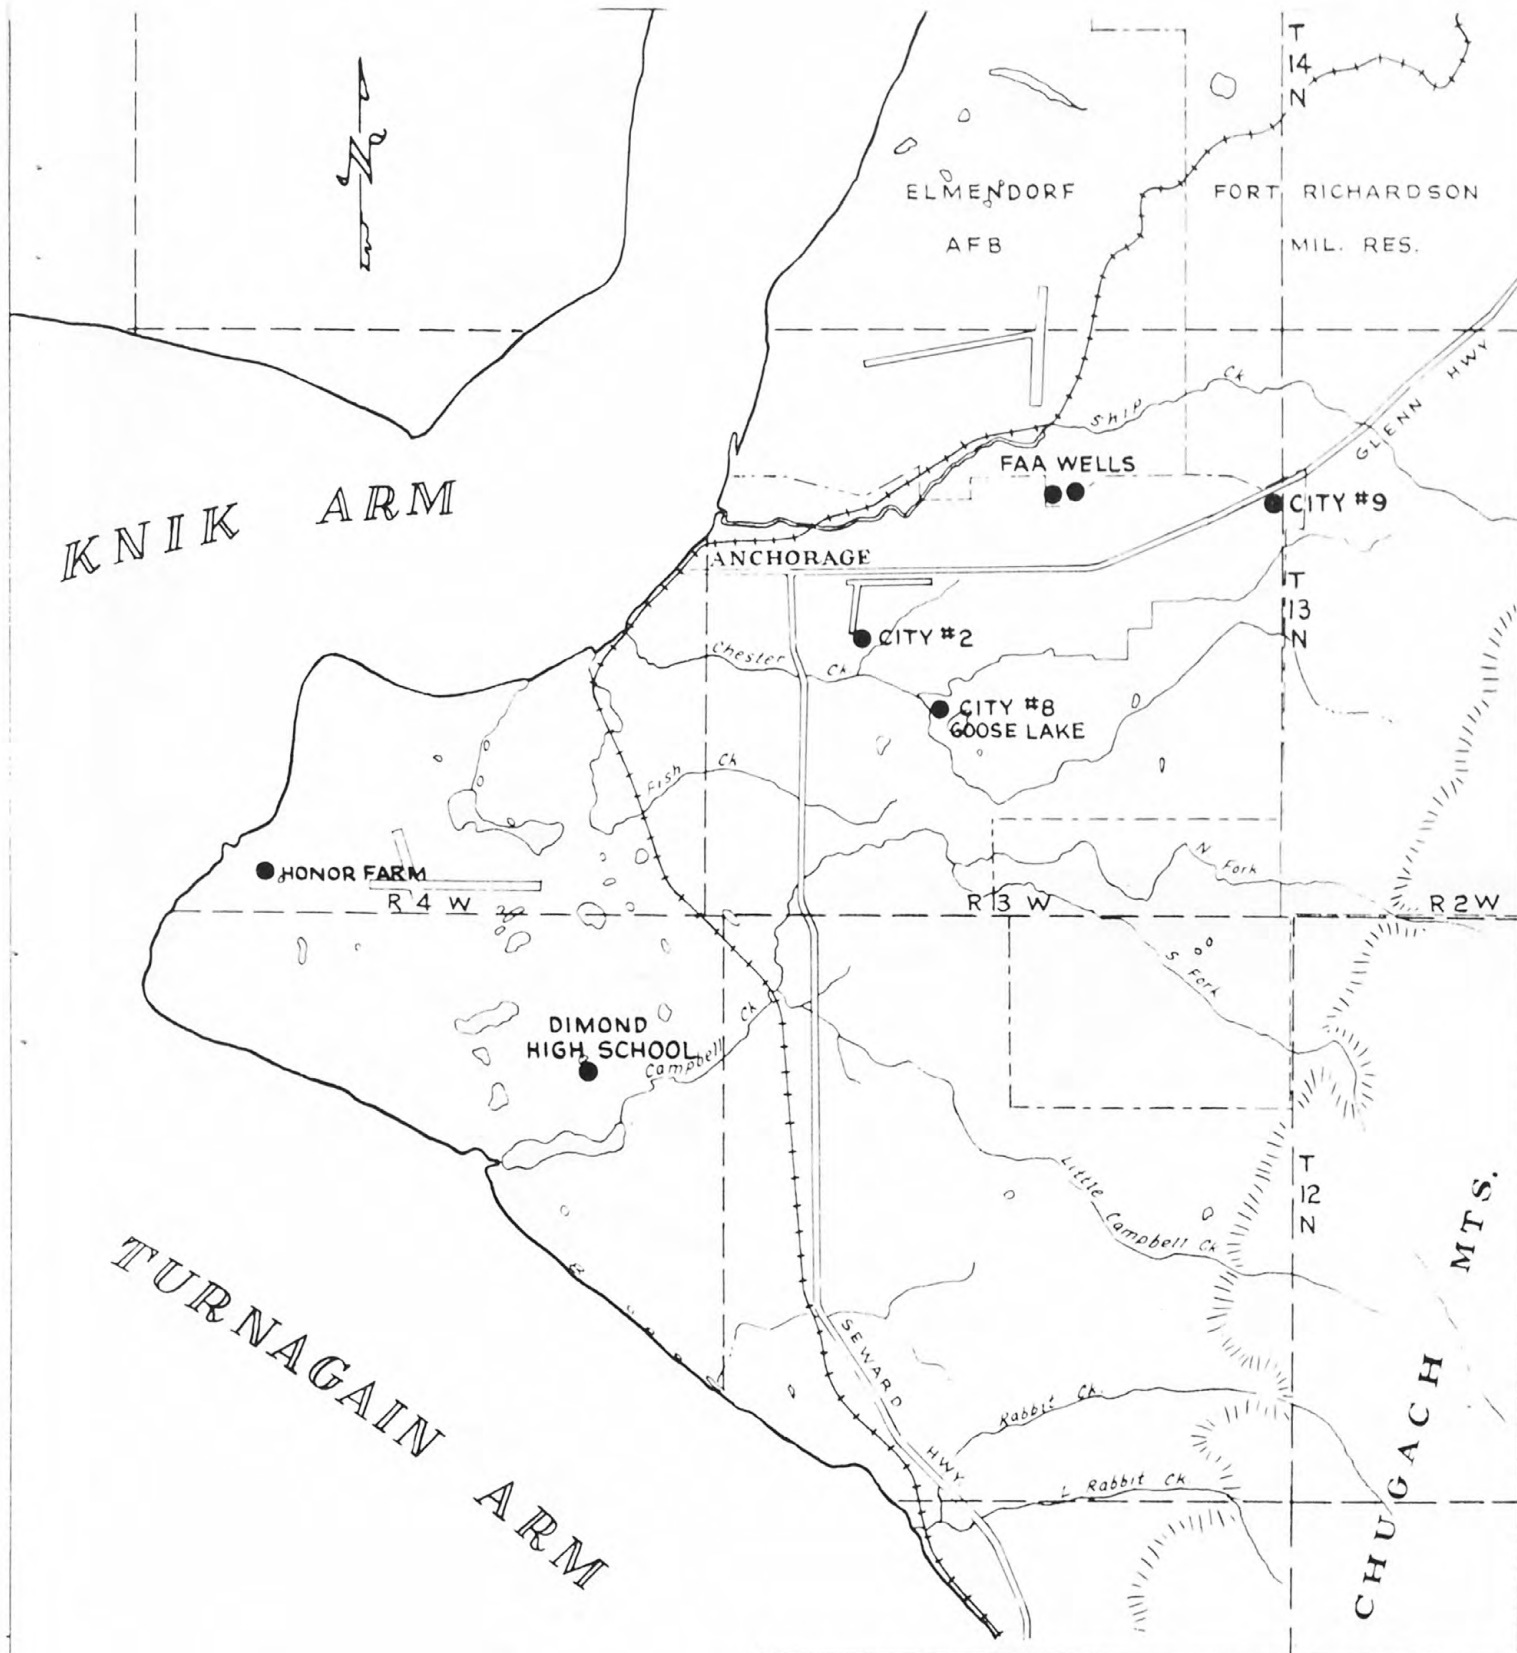 T
14
N
ELMENDORF
AFB
FORT RICHARDSON
MIL. RES.
Ship Ck
GLENN HWY
FAA WELLS
CITY #9
KNIK ARM
ANCHORAGE
T
13
N
CITY #2
Chester Ck
CITY #8
GOOSE LAKE
Fish Ck
HONOR FARM
R 4 W
N Fork
R 3 W
R 2 W
S Fork
DIMOND
HIGH SCHOOL
Campbell Ck
T
12
N
Little Campbell Ck
CHUGACH MTS.
TURNAGAIN ARM
SEWARD HWY
Rabbit Ck.
L Rabbit Ck